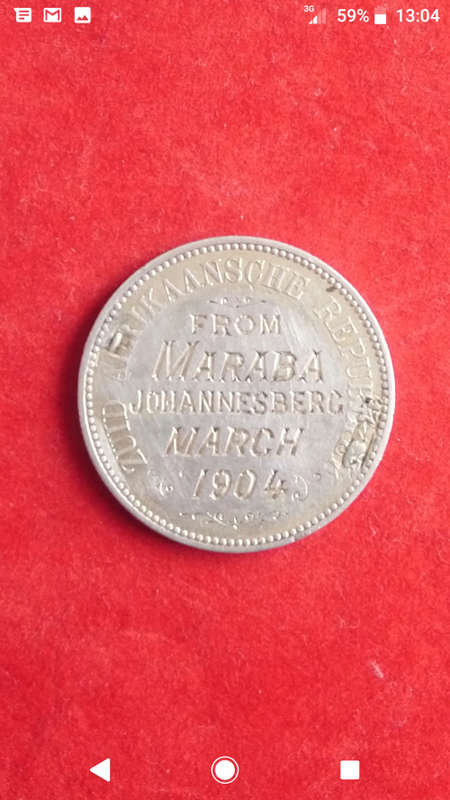 3G 59% 13:04
ZUID AFRIKAANSCHE REPUBLIEK
FROM
MARABA
JOHANNESBERG
MARCH
1904